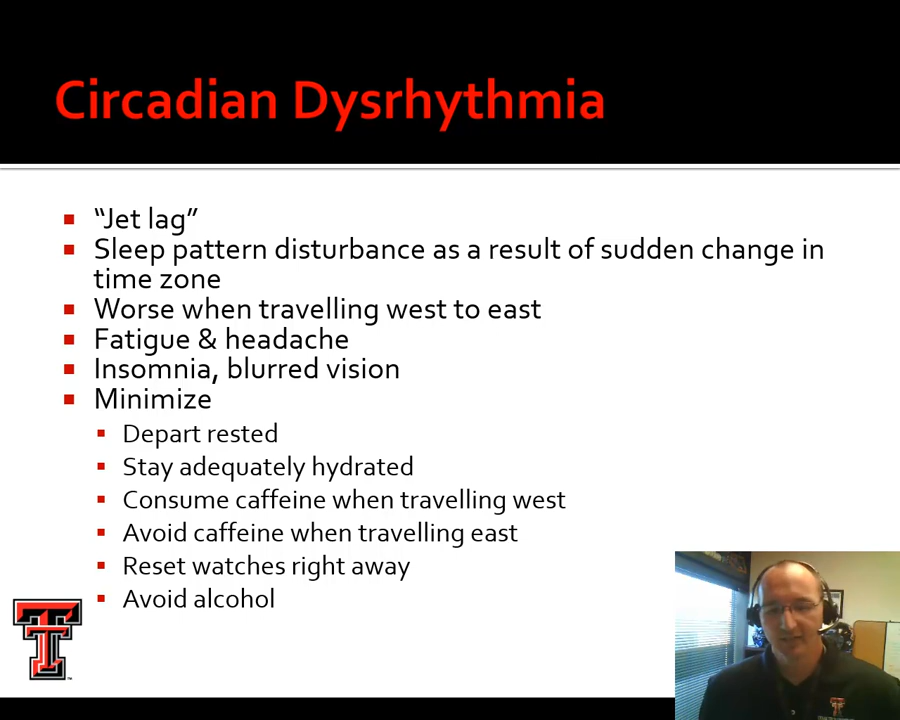 Circadian Dysrhythmia
“Jet lag”
Sleep pattern disturbance as a result of sudden change in
time zone
Worse when travelling west to east
Fatigue & headache
Insomnia, blurred vision
Minimize
Depart rested
Stay adequately hydrated
Consume caffeine when travelling west
Avoid caffeine when travelling east
Reset watches right away
Avoid alcohol